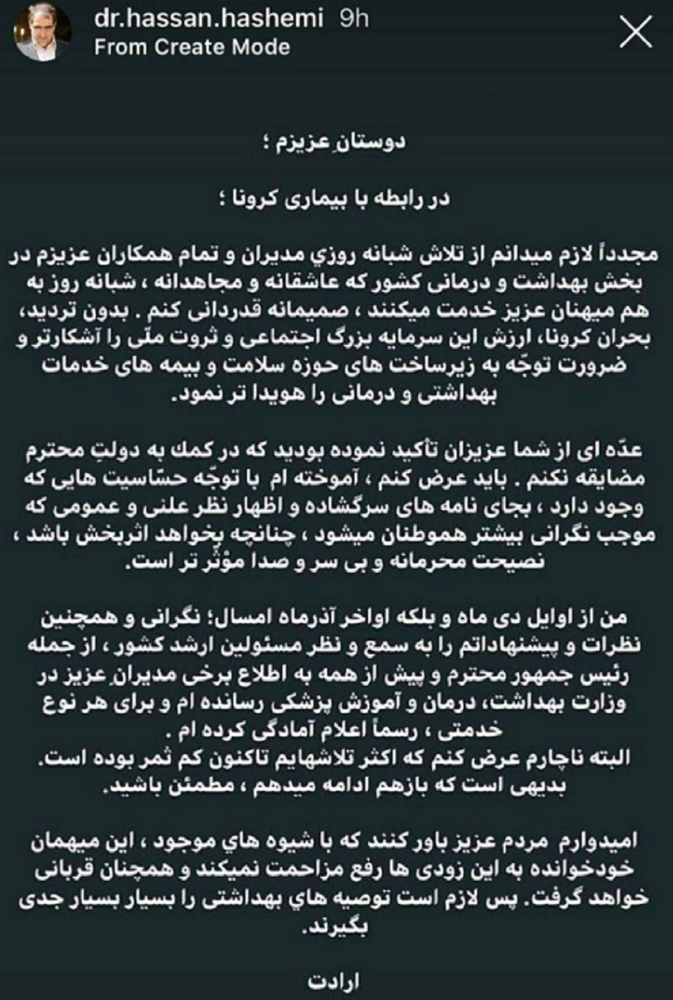 dr.hassan.hashemi 9h
From Create Mode
دوستانِ عزیزم ؛
در رابطه با بیماری کرونا ؛
مجدداً لازم میدانم از تلاش شبانه روزي مدیران و تمام همکاران عزیزم در
بخش بهداشت و درمانی کشور که عاشقانه و مجاهدانه ، شبانه روز به
هم میهنان عزیز خدمت میکنند ، صمیمانه قدردانی کنم . بدون تردید،
بحران کرونا، ارزش این سرمایه بزرگ اجتماعی و ثروت ملّی را آشکارتر و
ضرورت توجّه به زیرساخت های حوزه سلامت و بیمه های خدمات
بهداشتی و درمانی را هویدا تر نمود.
عدّه ای از شما عزیزان تأکید نموده بودید که در کمك به دولتِ محترم
مضایقه نکنم . باید عرض کنم ، آموخته ام با توجّه حسّاسیت هایی که
وجود دارد ، بجای نامه های سرگشاده و اظهار نظر علنی و عمومی که
موجب نگرانی بیشتر هموطنان میشود ، چنانچه بخواهد اثربخش باشد ،
نصیحت محرمانه و بی سر و صدا مؤثّر تر است.
من از اوایل دی ماه و بلکه اواخر آذرماه امسال؛ نگرانی و همچنین
نظرات و پیشنهاداتم را به سمع و نظر مسئولین ارشد کشور ، از جمله
رئیس جمهور محترم و پیش از همه به اطلاع برخی مدیرانِ عزیز در
وزارت بهداشت، درمان و آموزش پزشکی رسانده ام و برای هر نوع
خدمتی ، رسماً اعلام آمادگی کرده ام .
البته ناچارم عرض کنم که اکثر تلاشهایم تاکنون کم ثمر بوده است.
بدیهی است که بازهم ادامه میدهم ، مطمئن باشید.
امیدوارم مردم عزیز باور کنند که با شیوه هاي موجود ، این میهمان
خودخوانده به این زودی ها رفع مزاحمت نمیکند و همچنان قربانی
خواهد گرفت. پس لازم است توصیه هاي بهداشتی را بسیار بسیار جدی
بگیرند.
ارادت